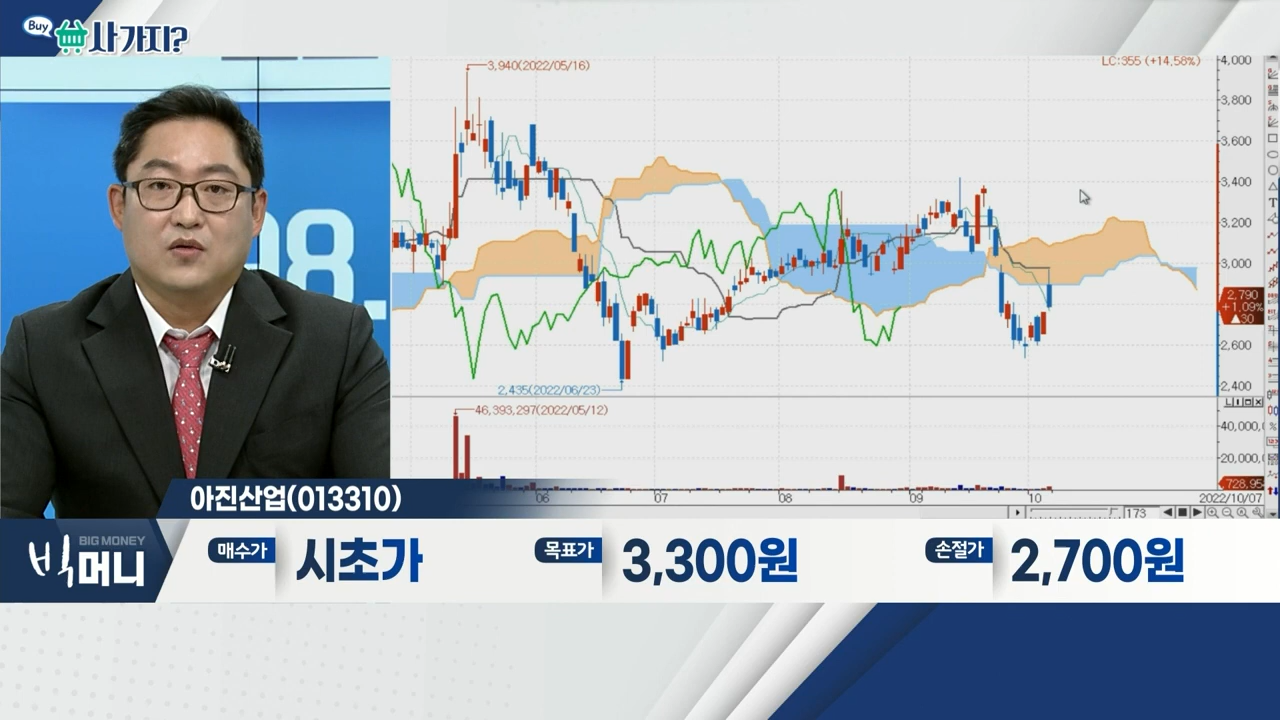 Buy
사가지?
3,940(2022/05/16)
LC:355 (+14,58%)
4,000
3,800
3,600
3,400
3,200
3,000
2,790
+1.09%
▲30
2,600
2,435(2022/06/23)
2,400
46,393,297(2022/05/12)
40,000,
20,000,
728,95
06
07
08
09
10
2022/10/07
173
98
아진산업(013310)
BIG MONEY
빅머니
매수가
시초가
목표가
3,300원
손절가
2,700원